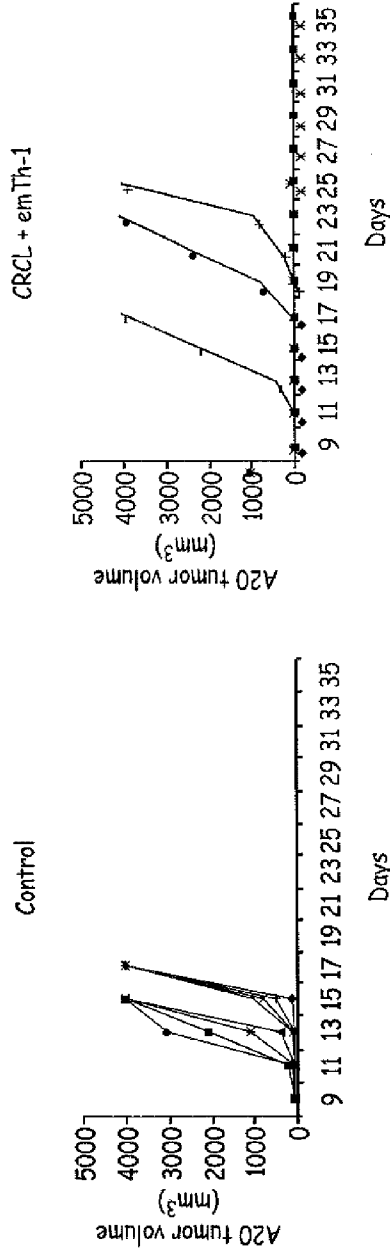 Control
A20 tumor volume
(mm³)
5000
4000
3000
2000
1000
0
9 11 13 15 17 19 21 23 25 27 29 31 33 35
Days
CRCL + emTh-1
A20 tumor volume
(mm³)
5000
4000
3000
2000
1000
0
9 11 13 15 17 19 21 23 25 27 29 31 33 35
Days